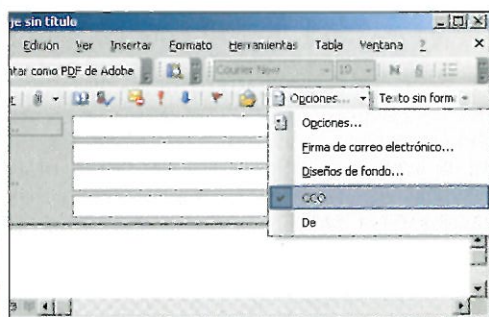 je sin título
Edición Ver Insertar Formato Herramientas Tabla Ventana ?
ntar como PDF de Adobe Courier New 10 N
Opciones... Texto sin form
Opciones...
Firma de correo electrónico...
Diseños de fondo...
CCO
De